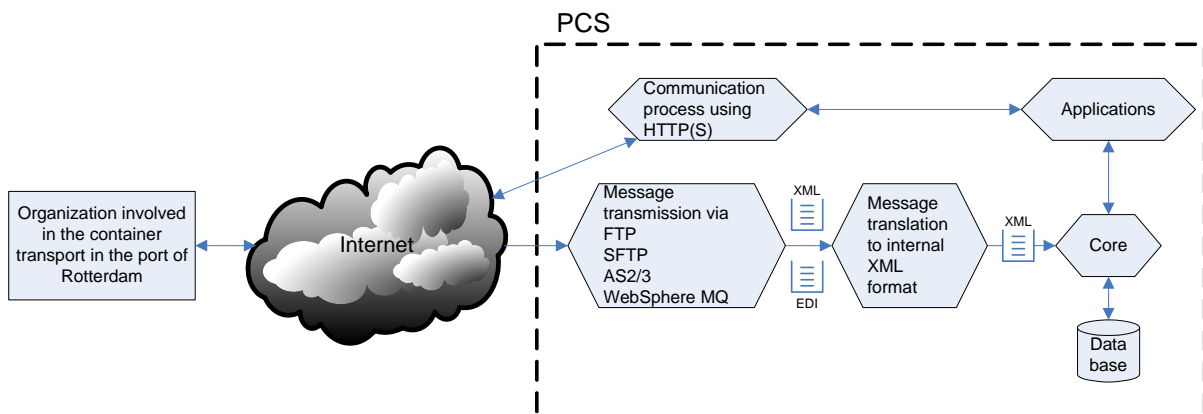 PCS
Communication
process using
HTTP(S)
Applications
Organization involved
in the container
transport in the port of
Rotterdam
Internet
Message
transmission via
FTP
SFTP
AS2/3
WebSphere MQ
XML
EDI
Message
translation
to internal
XML
format
XML
Core
Data
base